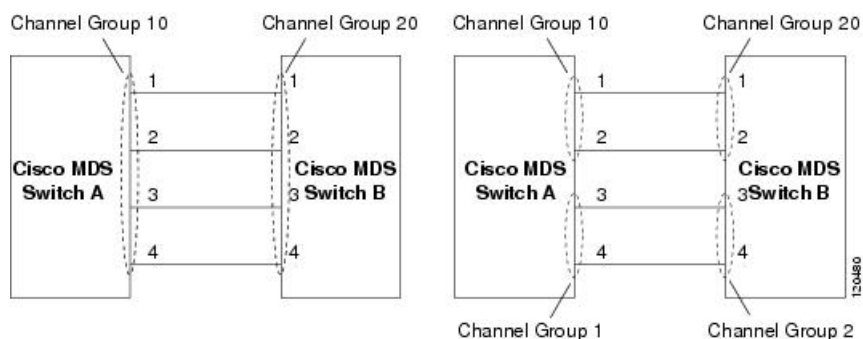 Channel Group 10
Channel Group 20
1
1
2
2
Cisco MDS
Switch A
Cisco MDS
Switch B
3
3
4
4
Channel Group 10
Channel Group 20
1
1
2
2
Cisco MDS
Switch A
Cisco MDS
Switch B
3
3
4
4
Channel Group 1
Channel Group 2
120480